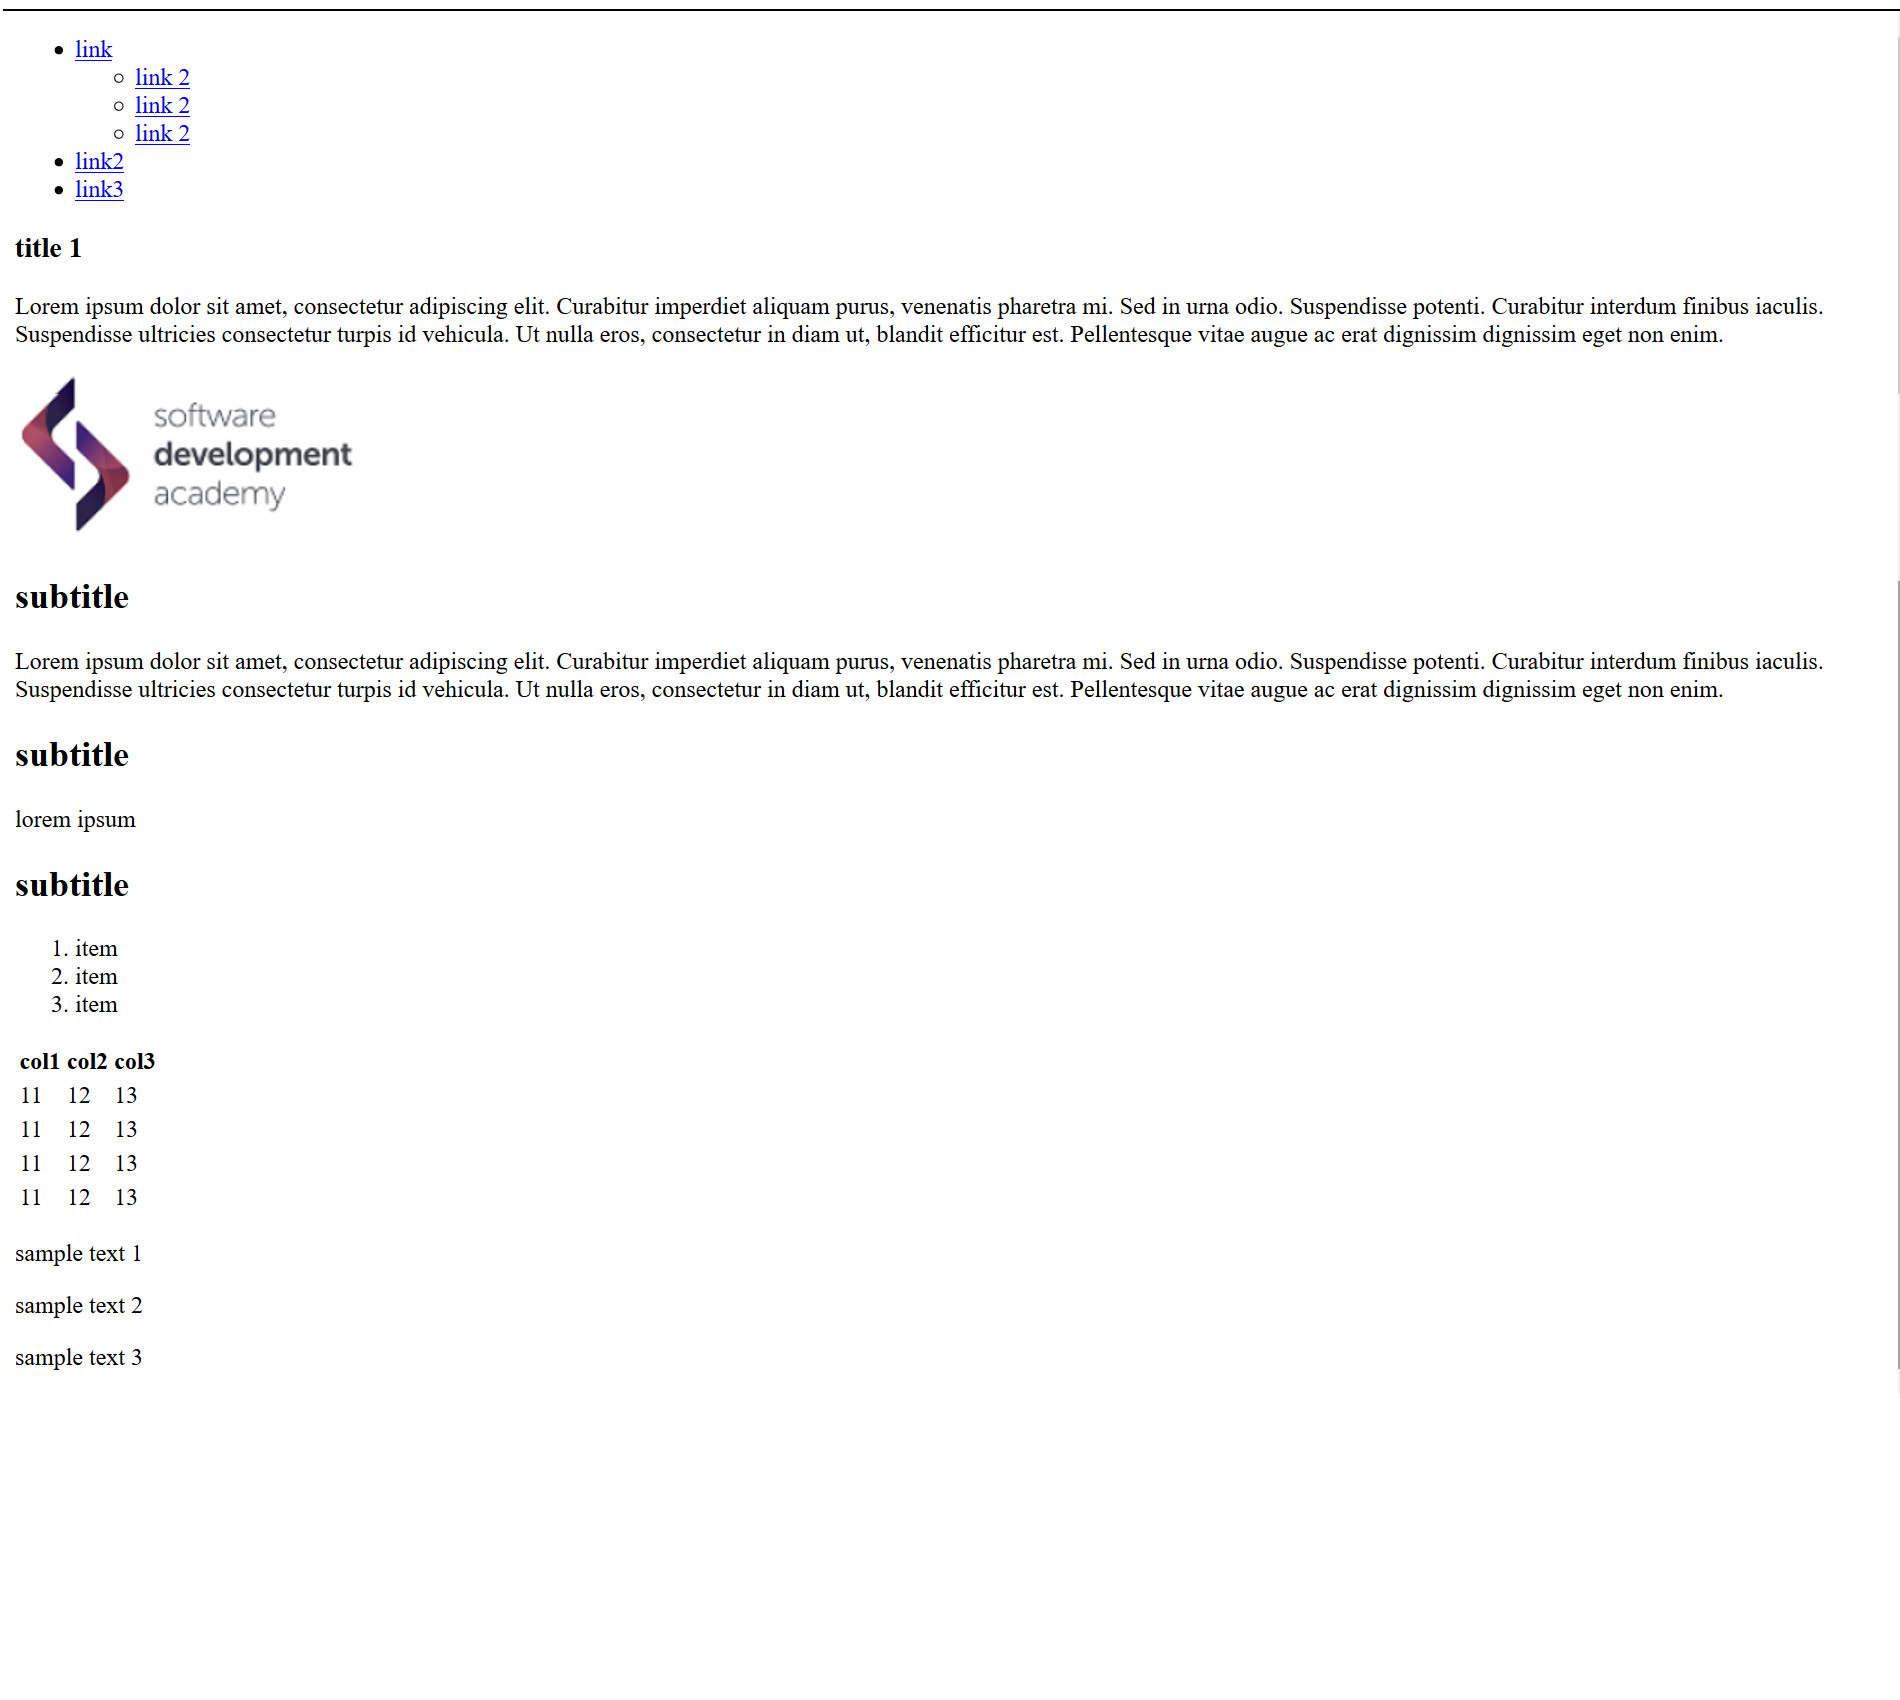 link
link 2
link 2
link 2
link2
link3
title 1
Lorem ipsum dolor sit amet, consectetur adipiscing elit. Curabitur imperdiet aliquam purus, venenatis pharetra mi. Sed in urna odio. Suspendisse potenti. Curabitur interdum finibus iaculis.
Suspendisse ultricies consectetur turpis id vehicula. Ut nulla eros, consectetur in diam ut, blandit efficitur est. Pellentesque vitae augue ac erat dignissim dignissim eget non enim.
software
development
academy
subtitle
Lorem ipsum dolor sit amet, consectetur adipiscing elit. Curabitur imperdiet aliquam purus, venenatis pharetra mi. Sed in urna odio. Suspendisse potenti. Curabitur interdum finibus iaculis.
Suspendisse ultricies consectetur turpis id vehicula. Ut nulla eros, consectetur in diam ut, blandit efficitur est. Pellentesque vitae augue ac erat dignissim dignissim eget non enim.
subtitle
lorem ipsum
subtitle
1. item
2. item
3. item
col1 col2 col3
11 12 13
11 12 13
11 12 13
11 12 13
sample text 1
sample text 2
sample text 3